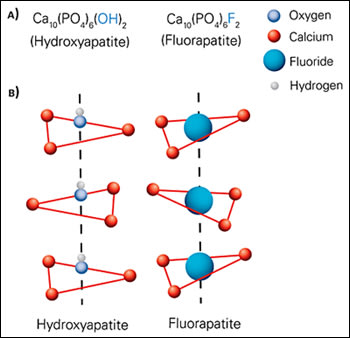 A) Ca₁₀(PO₄)₆(OH)₂ Ca₁₀(PO₄)₆F₂
(Hydroxyapatite) (Fluorapatite)
Oxygen
Calcium
Fluoride
Hydrogen
B)
Hydroxyapatite Fluorapatite